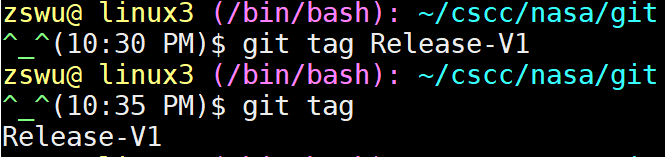 zswu@ linux3 (/bin/bash): ~/cscc/nasa/git
^_^(10:30 PM)$ git tag Release-V1
zswu@ linux3 (/bin/bash): ~/cscc/nasa/git
^_^(10:35 PM)$ git tag
Release-V1